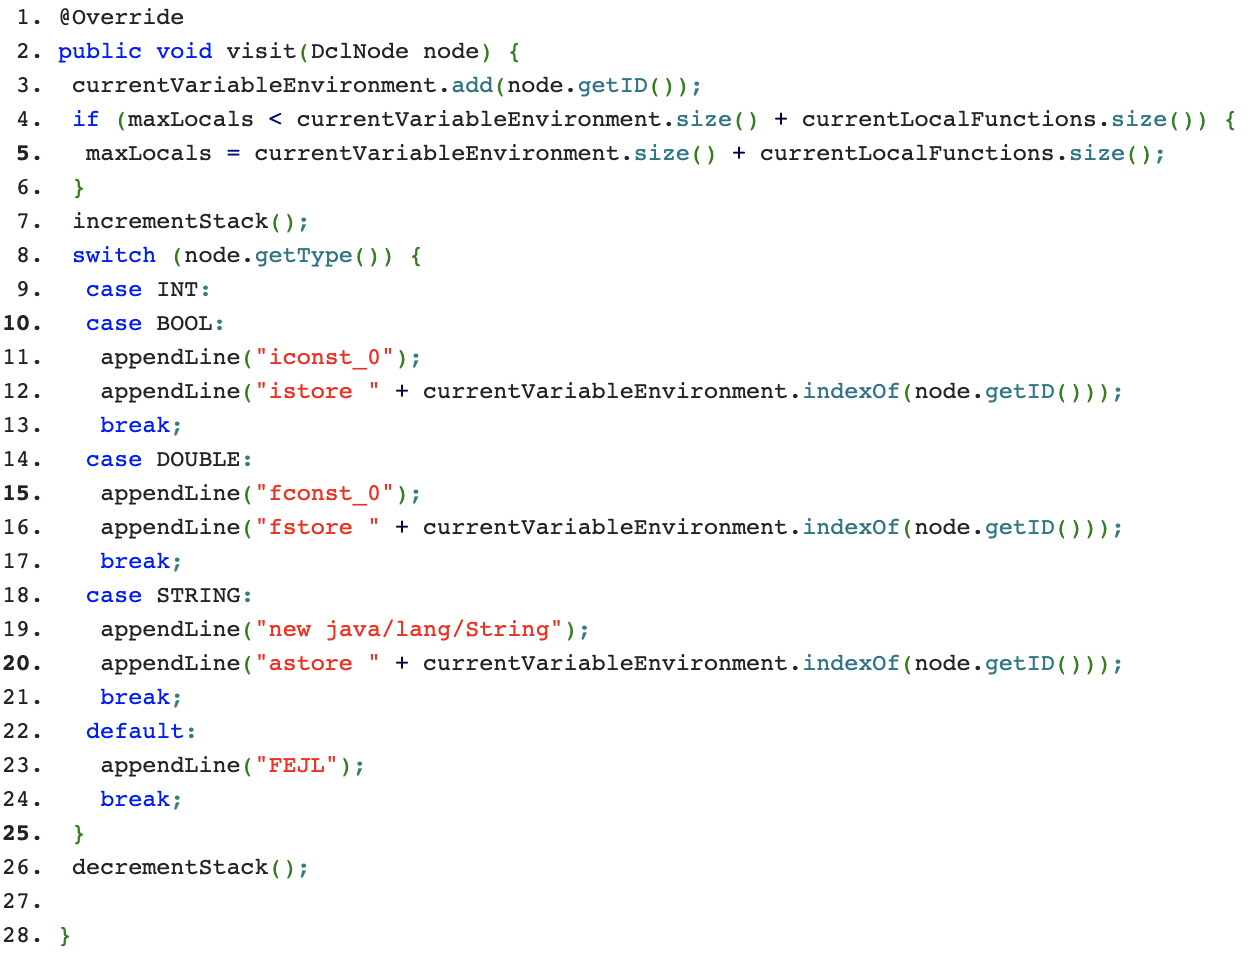 1. @Override
2. public void visit(DclNode node) {
3.  currentVariableEnvironment.add(node.getID());
4.  if (maxLocals < currentVariableEnvironment.size() + currentLocalFunctions.size()) {
5.   maxLocals = currentVariableEnvironment.size() + currentLocalFunctions.size();
6.  }
7.  incrementStack();
8.  switch (node.getType()) {
9.   case INT:
10.   case BOOL:
11.    appendLine("iconst_0");
12.    appendLine("istore " + currentVariableEnvironment.indexOf(node.getID()));
13.    break;
14.   case DOUBLE:
15.    appendLine("fconst_0");
16.    appendLine("fstore " + currentVariableEnvironment.indexOf(node.getID()));
17.    break;
18.   case STRING:
19.    appendLine("new java/lang/String");
20.    appendLine("astore " + currentVariableEnvironment.indexOf(node.getID()));
21.    break;
22.   default:
23.    appendLine("FEJL");
24.    break;
25.  }
26.  decrementStack();
27.
28. }